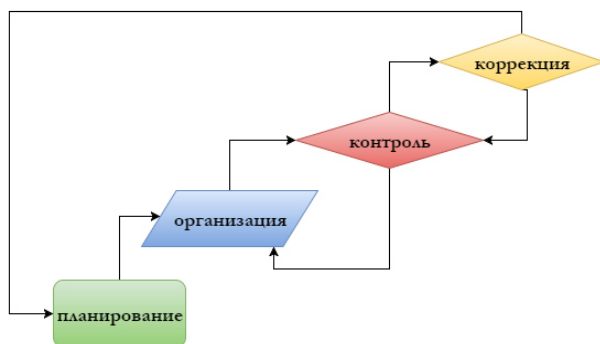 коррекция
контроль
организация
планирование